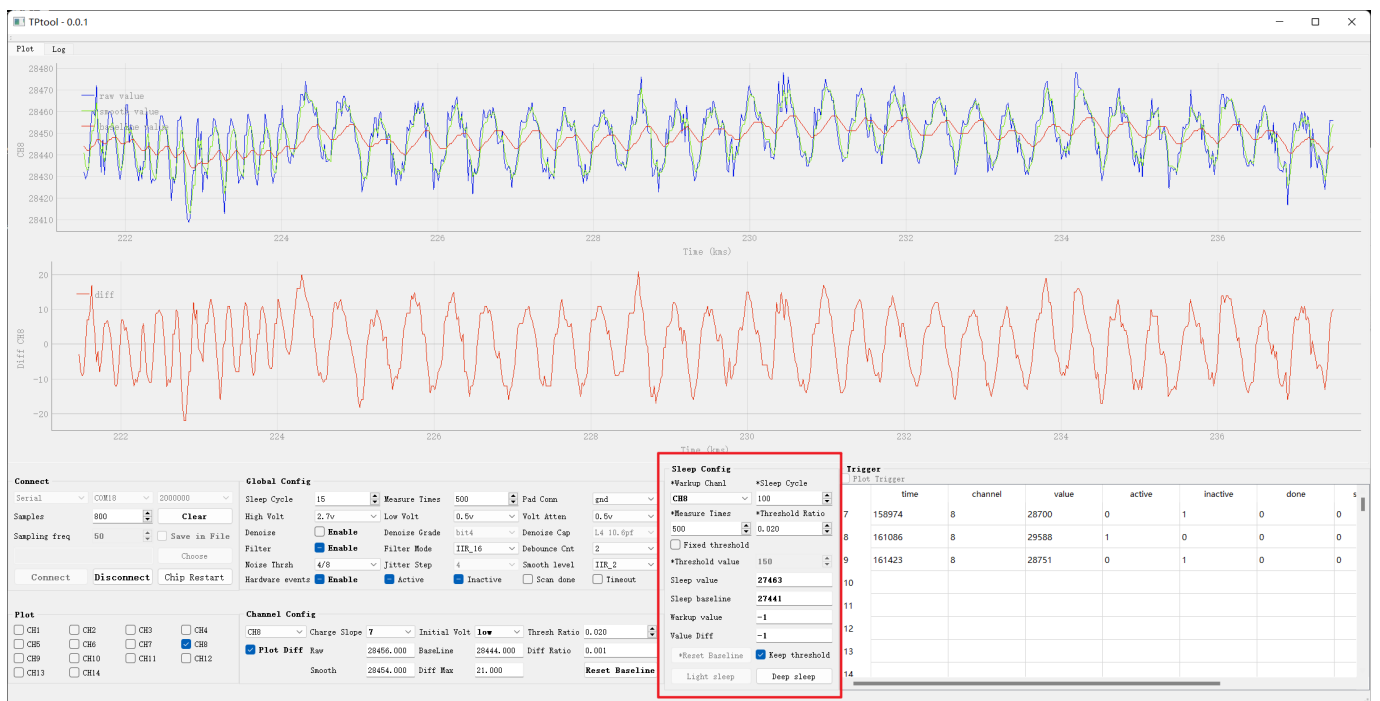 TPtool - 0.0.1
Plot Log
28480
28470
28460
28450
28440
28430
28420
28410
CH8
raw value
smooth value
baseline value
222 224 226 228 230 232 234 236
Time (kms)
20
10
0
-10
-20
Diff CH8
diff
222 224 226 228 230 232 234 236
Time (kms)
Connect
Serial COM18 2000000
Samples 800 Clear
Sampling freq 50 Save in File
Choose
Connect Disconnect Chip Restart
Plot
CH1 CH2 CH3 CH4
CH5 CH6 CH7 CH8
CH9 CH10 CH11 CH12
CH13 CH14
Global Config
Sleep Cycle 15 Measure Times 500 Pad Conn gnd
High Volt 2.7v Low Volt 0.5v Volt Atten 0.5v
Denoise Enable Denoise Grade bit4 Denoise Cap L4 10.6pf
Filter Enable Filter Mode IIR_16 Debounce Cnt 2
Noise Thrsh 4/8 Jitter Step 4 Smooth level IIR_2
Hardware events Enable Active Inactive Scan done Timeout
Channel Config
CH8 Charge Slope 7 Initial Volt low Thresh Ratio 0.020
Plot Diff Raw 28456.000 BaseLine 28444.000 Diff Ratio 0.001
Smooth 28454.000 Diff Max 21.000 Reset Baseline
Sleep Config
*Warkup Chanl *Sleep Cycle
CH8 100
*Measure Times *Threshold Ratio
500 0.020
Fixed threshold
*Threshold value 150
Sleep value 27463
Sleep baseline 27441
Warkup value -1
Value Diff -1
*Reset Baseline Keep threshold
Light sleep Deep sleep
Trigger
Plot Trigger
time channel value active inactive done s
7 158974 8 28700 0 1 0 0
8 161086 8 29588 1 0 0 0
9 161423 8 28751 0 1 0 0
10
11
12
13
14